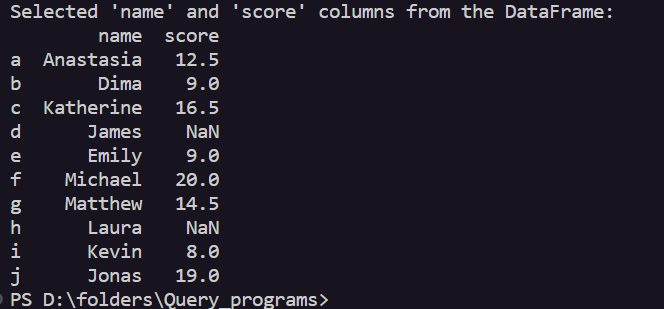 Selected 'name' and 'score' columns from the DataFrame:
        name  score
a  Anastasia   12.5
b       Dima    9.0
c  Katherine   16.5
d      James    NaN
e      Emily    9.0
f    Michael   20.0
g    Matthew   14.5
h      Laura    NaN
i      Kevin    8.0
j      Jonas   19.0
PS D:\folders\Query_programs>